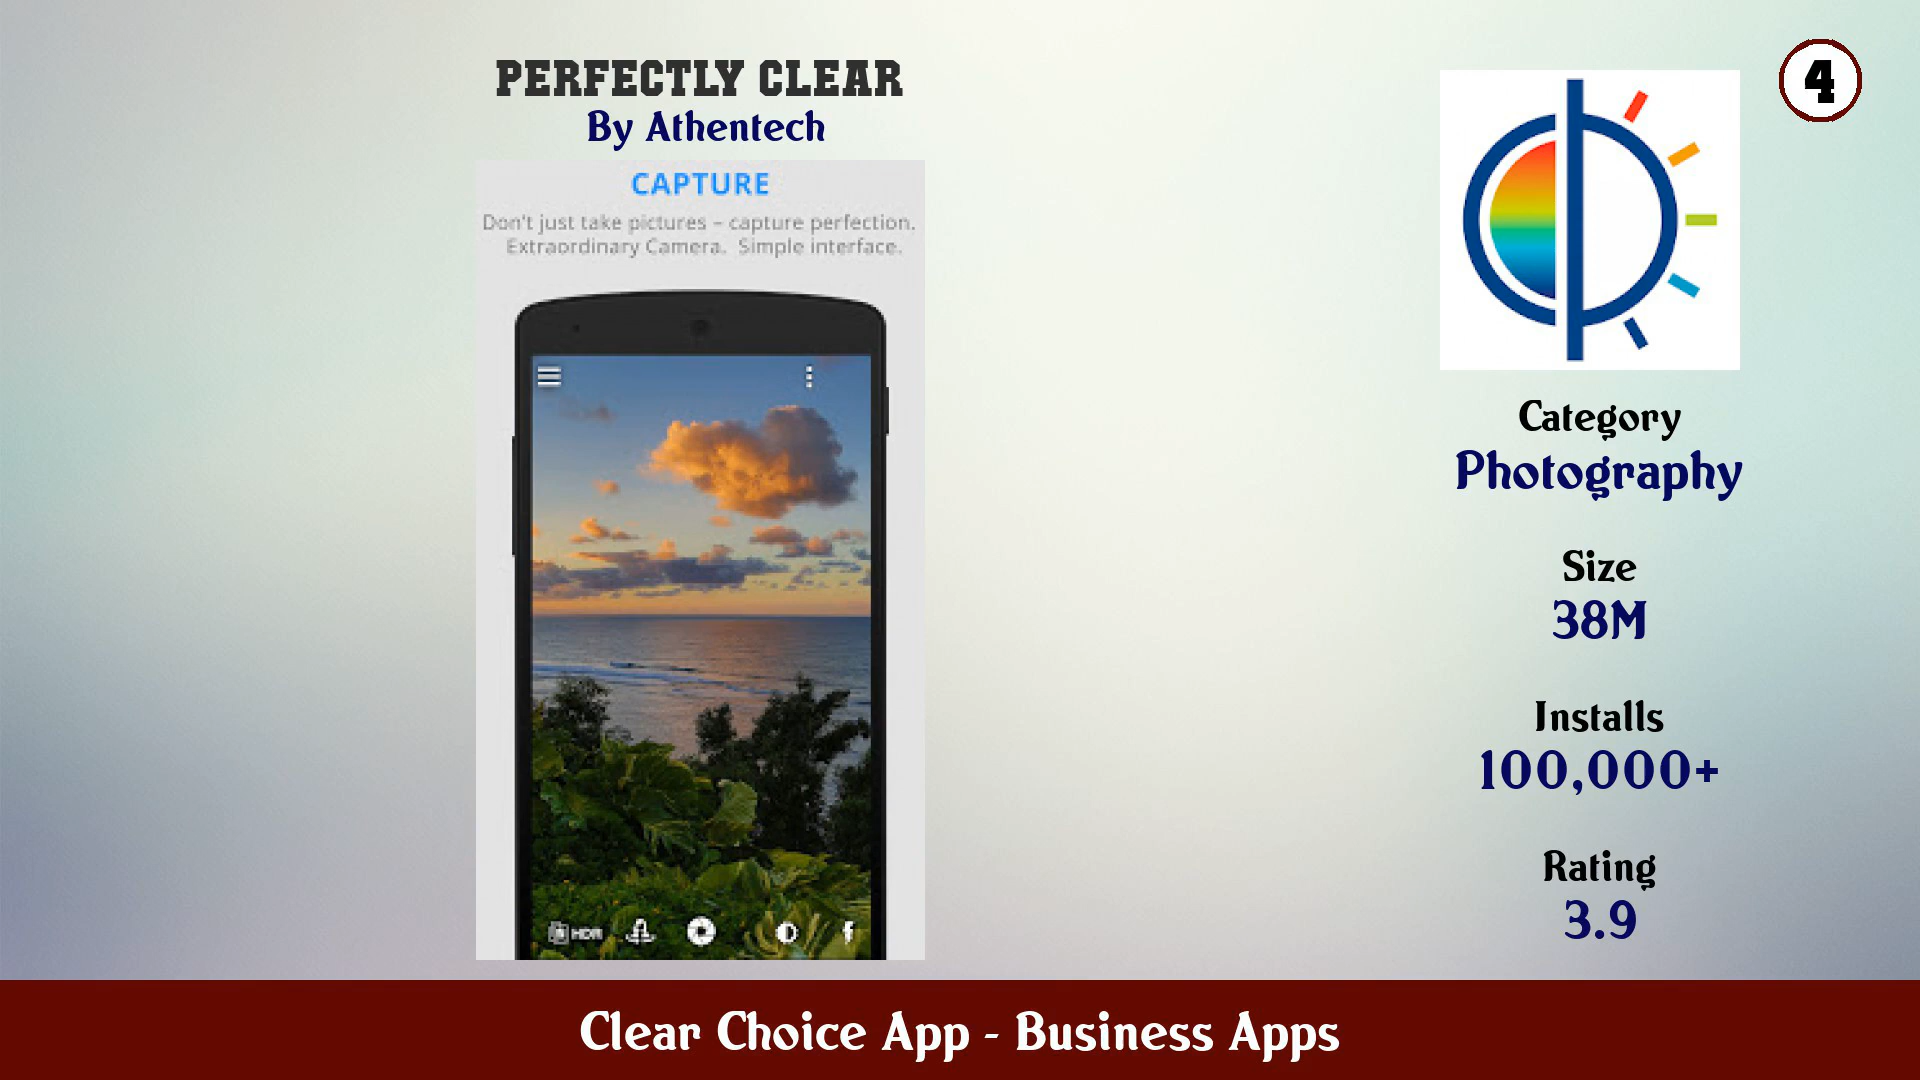 PERFECTLY CLEAR
By Athentech
CAPTURE
Don't just take pictures – capture perfection.
Extraordinary Camera. Simple interface.
HDR
4
Category
Photography
Size
38M
Installs
100,000+
Rating
3.9
Clear Choice App - Business Apps